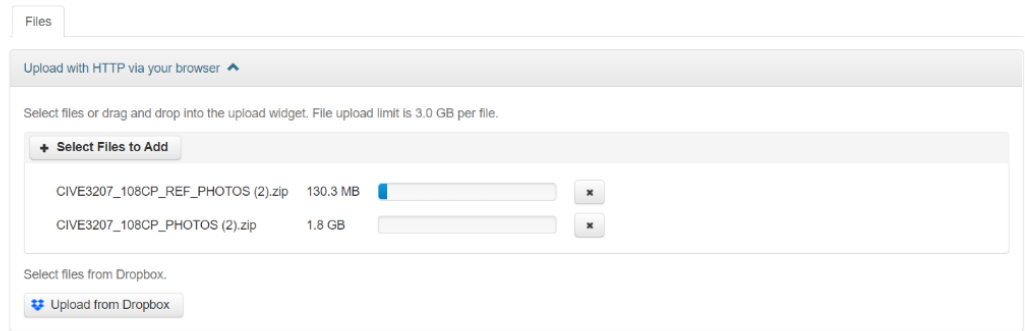 Files
Upload with HTTP via your browser
Select files or drag and drop into the upload widget. File upload limit is 3.0 GB per file.
+ Select Files to Add
CIVE3207_108CP_REF_PHOTOS (2).zip 130.3 MB
CIVE3207_108CP_PHOTOS (2).zip 1.8 GB
Select files from Dropbox.
Upload from Dropbox